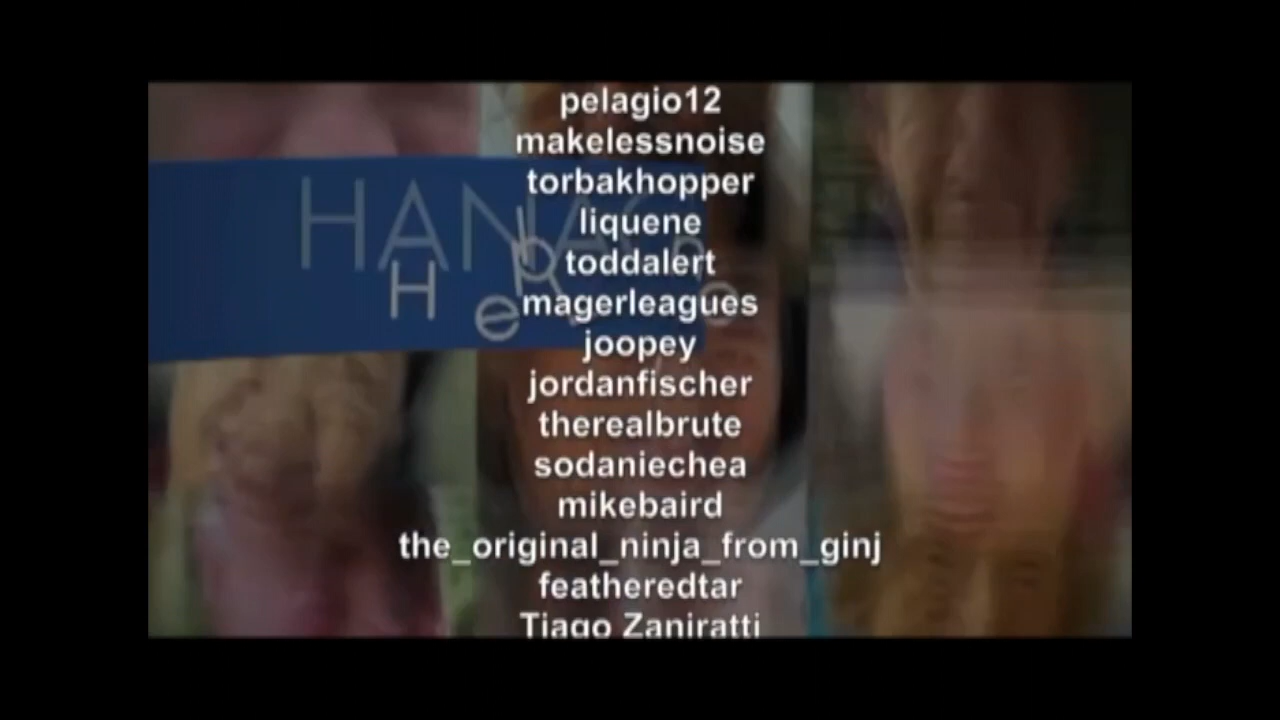 pelagio12
makelessnoise
torbakhopper
liquene
toddalert
magerleagues
joopey
jordanfischer
therealbrute
sodaniechea
mikebaird
the_original_ninja_from_ginj
featheredtar
Tiago Zaniratti